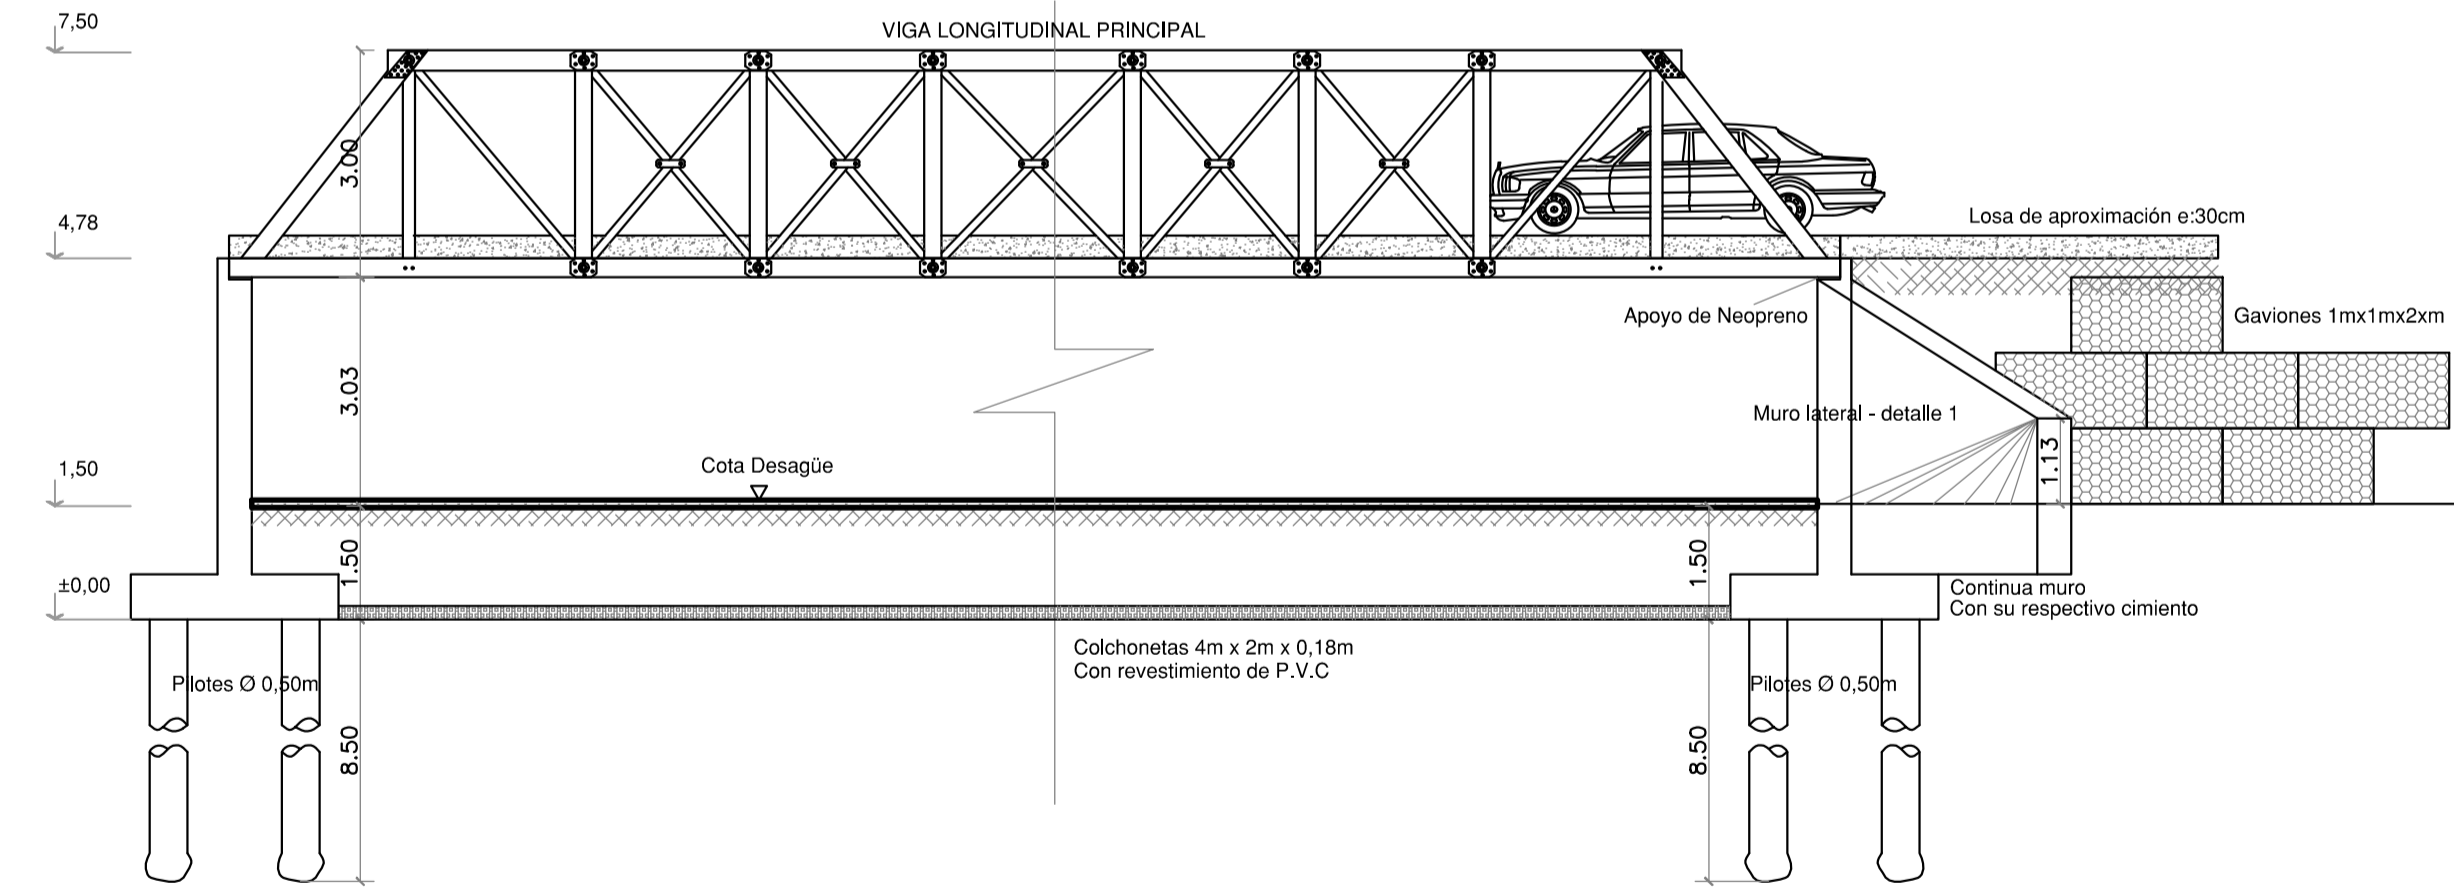 7,50
VIGA LONGITUDINAL PRINCIPAL
3.00
4,78
Losa de aproximación e:30cm
Apoyo de Neopreno
Gaviones 1mx1mx2xm
3.03
Muro lateral - detalle 1
1.13
1,50
Cota Desagüe
1.50
1.50
±0,00
Continua muro
Con su respectivo cimiento
Colchonetas 4m x 2m x 0,18m
Con revestimiento de P.V.C
Pilotes Ø 0,50m
Pilotes Ø 0,50m
8.50
8.50